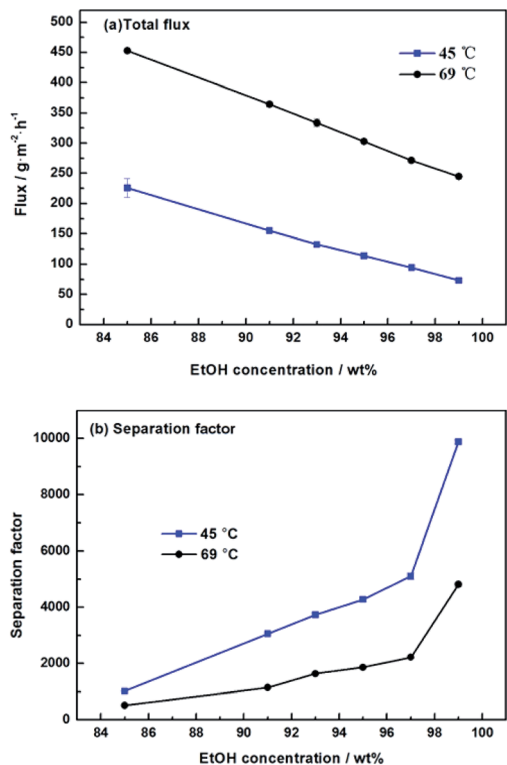 (a)Total flux
45 ℃
69 ℃
500
450
400
350
300
250
200
150
100
50
0
Flux / g·m⁻²·h⁻¹
84 86 88 90 92 94 96 98 100
EtOH concentration / wt%
(b) Separation factor
45 °C
69 °C
10000
8000
6000
4000
2000
0
Separation factor
84 86 88 90 92 94 96 98 100
EtOH concentration / wt%